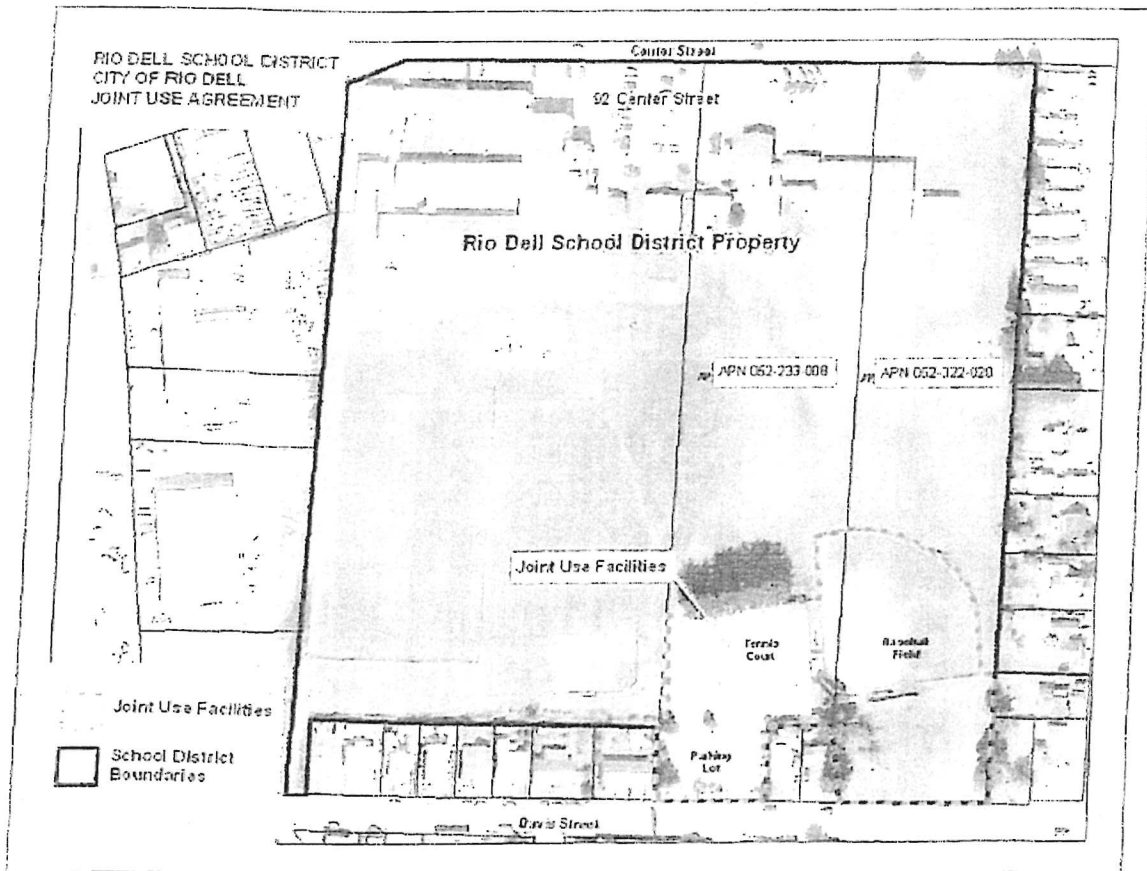 RIO DELL SCHOOL DISTRICT
CITY OF RIO DELL
JOINT USE AGREEMENT
Center Street
92 Center Street
Rio Dell School District Property
APN 052-233-008
APN 052-322-020
Joint Use Facilities
Tennis
Court
Baseball
Field
Joint Use Facilities
Parking
Lot
School District
Boundaries
Davis Street